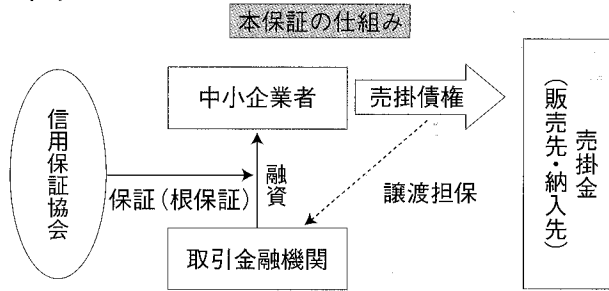 本保証の仕組み
中小企業者
売掛債権
売掛金
(販売先・納入先)
信用保証協会
保証(根保証)
融資
譲渡担保
取引金融機関